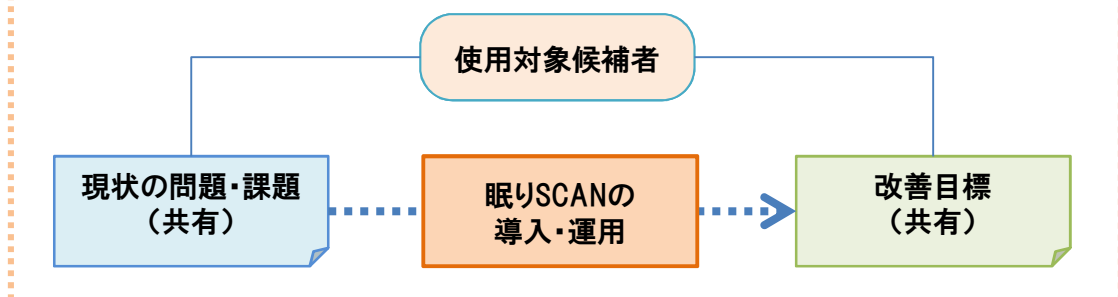 使用対象候補者
現状の問題・課題
（共有）
眠りSCANの
導入・運用
改善目標
（共有）